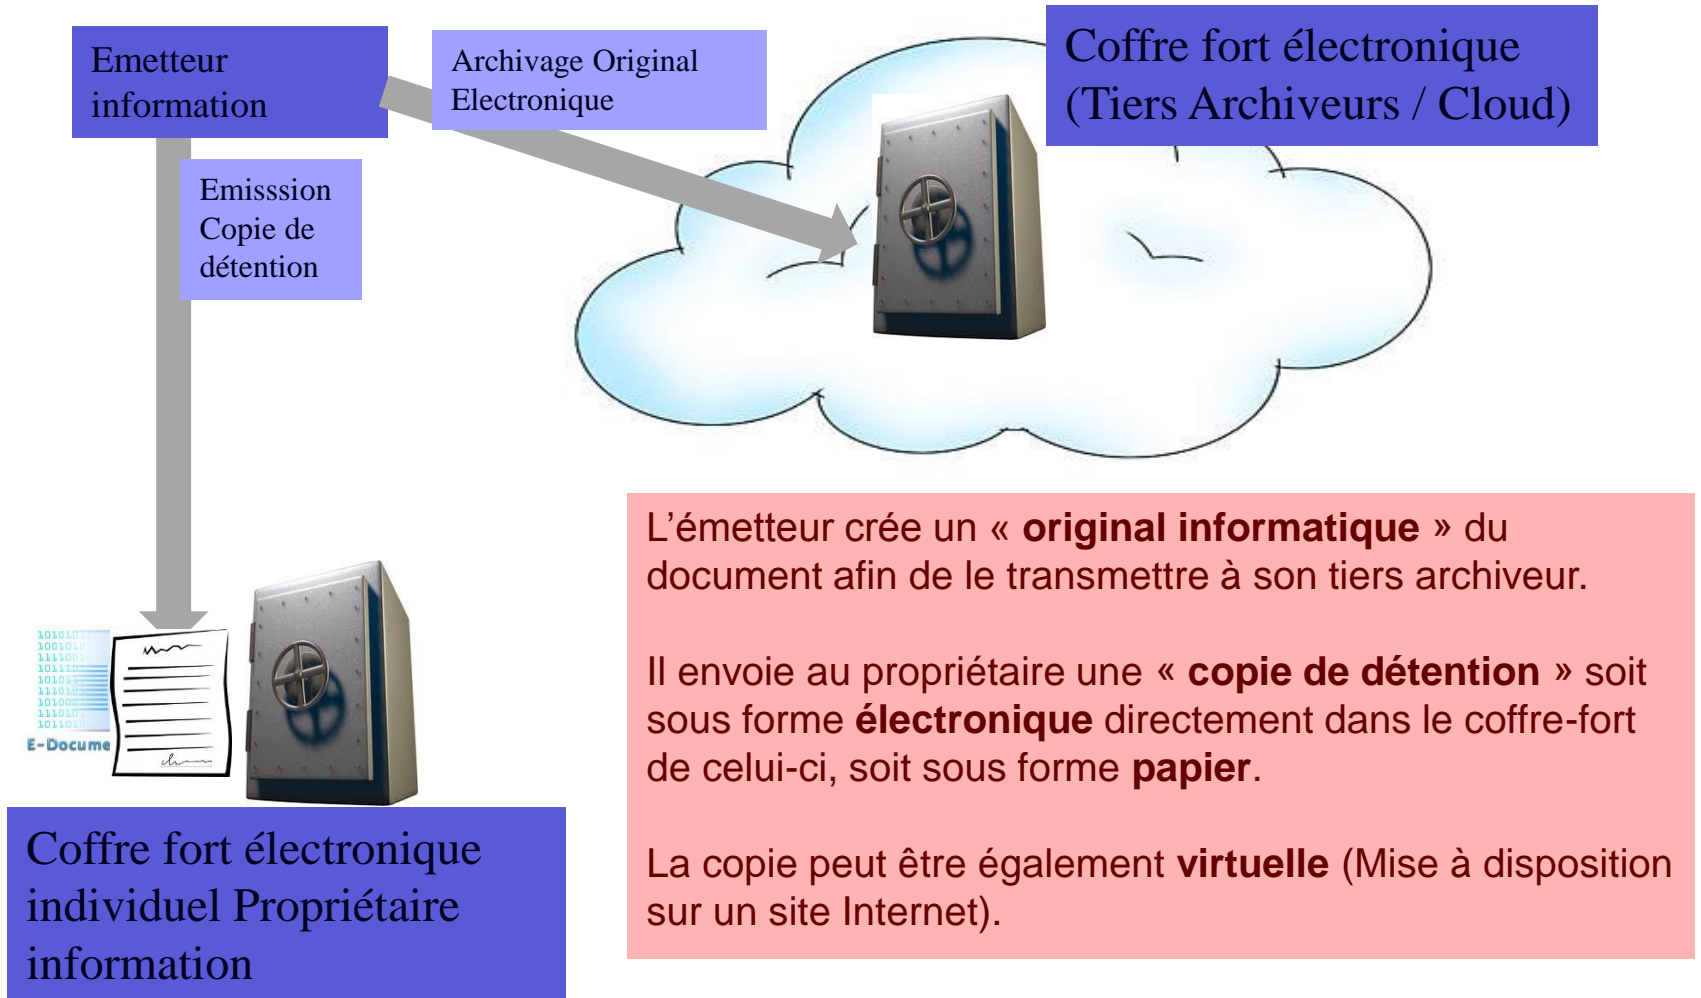 Emetteur
information
Archivage Original
Electronique
Coffre fort électronique
(Tiers Archiveurs / Cloud)
Emisssion
Copie de
détention
E-Docume
Coffre fort électronique
individuel Propriétaire
information
L’émetteur crée un « original informatique » du
document afin de le transmettre à son tiers archiveur.
Il envoie au propriétaire une « copie de détention » soit
sous forme électronique directement dans le coffre-fort
de celui-ci, soit sous forme papier.
La copie peut être également virtuelle (Mise à disposition
sur un site Internet).